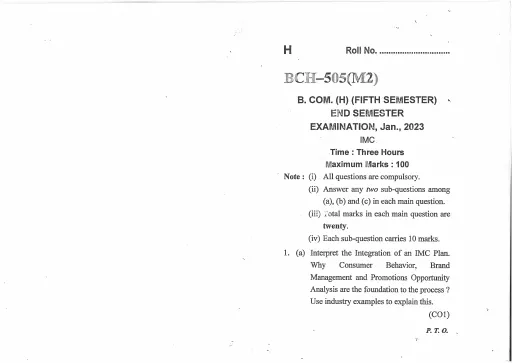 H Roll No. ..............................
BCH–505(M2)
B. COM. (H) (FIFTH SEMESTER)
END SEMESTER
EXAMINATION, Jan., 2023
IMC
Time : Three Hours
Maximum Marks : 100
Note : (i) All questions are compulsory.
(ii) Answer any two sub-questions among
(a), (b) and (c) in each main question.
(iii) Total marks in each main question are
twenty.
(iv) Each sub-question carries 10 marks.
1. (a) Interpret the Integration of an IMC Plan.
Why Consumer Behavior, Brand
Management and Promotions Opportunity
Analysis are the foundation to the process ?
Use industry examples to explain this.
(CO1)
P. T. O.